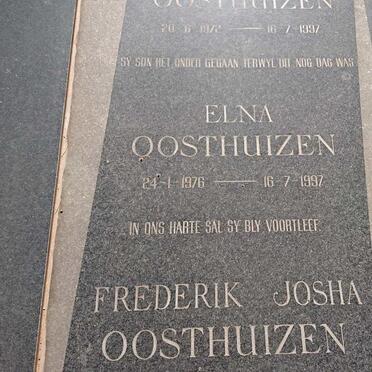 OOSTHUIZEN
20-6-1972 — 16-7-1997
SY SON HET ONDER GEGAAN TERWYL DIT NOG DAG WAS
ELNA
OOSTHUIZEN
24-1-1976 — 16-7-1997
IN ONS HARTE SAL SY BLY VOORTLEEF.
FREDERIK JOSHA
OOSTHUIZEN